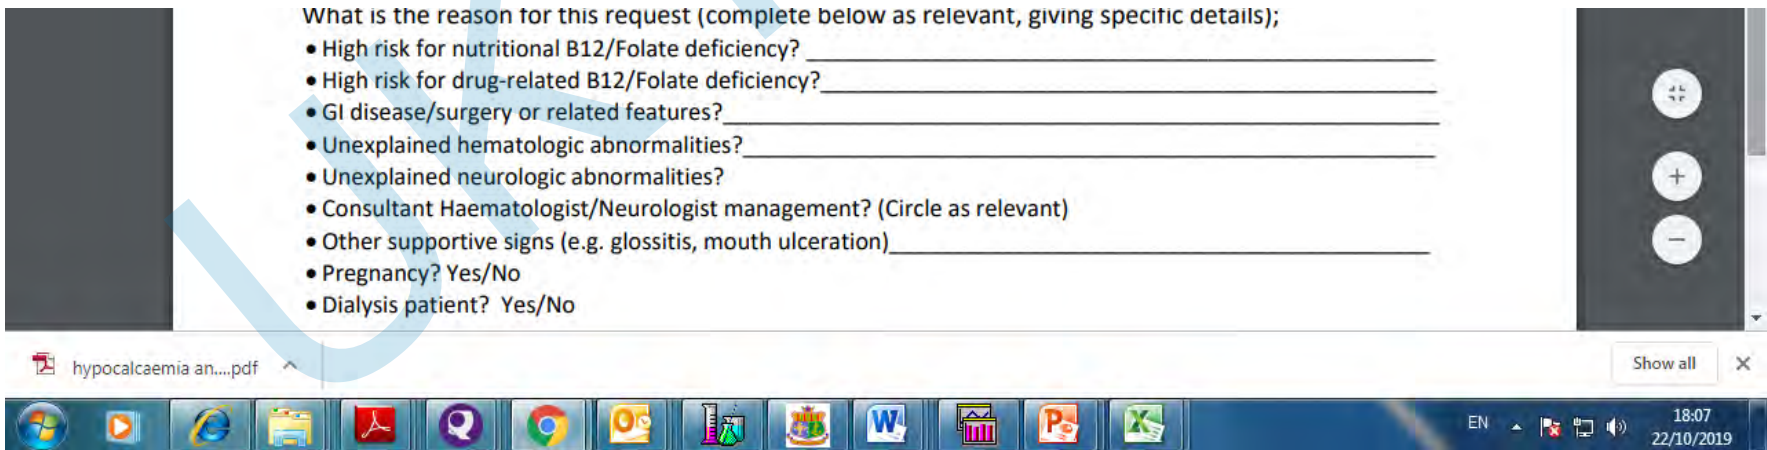 What is the reason for this request (complete below as relevant, giving specific details);
• High risk for nutritional B12/Folate deficiency?
• High risk for drug-related B12/Folate deficiency?
• GI disease/surgery or related features?
• Unexplained hematologic abnormalities?
• Unexplained neurologic abnormalities?
• Consultant Haematologist/Neurologist management? (Circle as relevant)
• Other supportive signs (e.g. glossitis, mouth ulceration)
• Pregnancy? Yes/No
• Dialysis patient? Yes/No
hypocalcaemia an....pdf
Show all
EN
18:07
22/10/2019